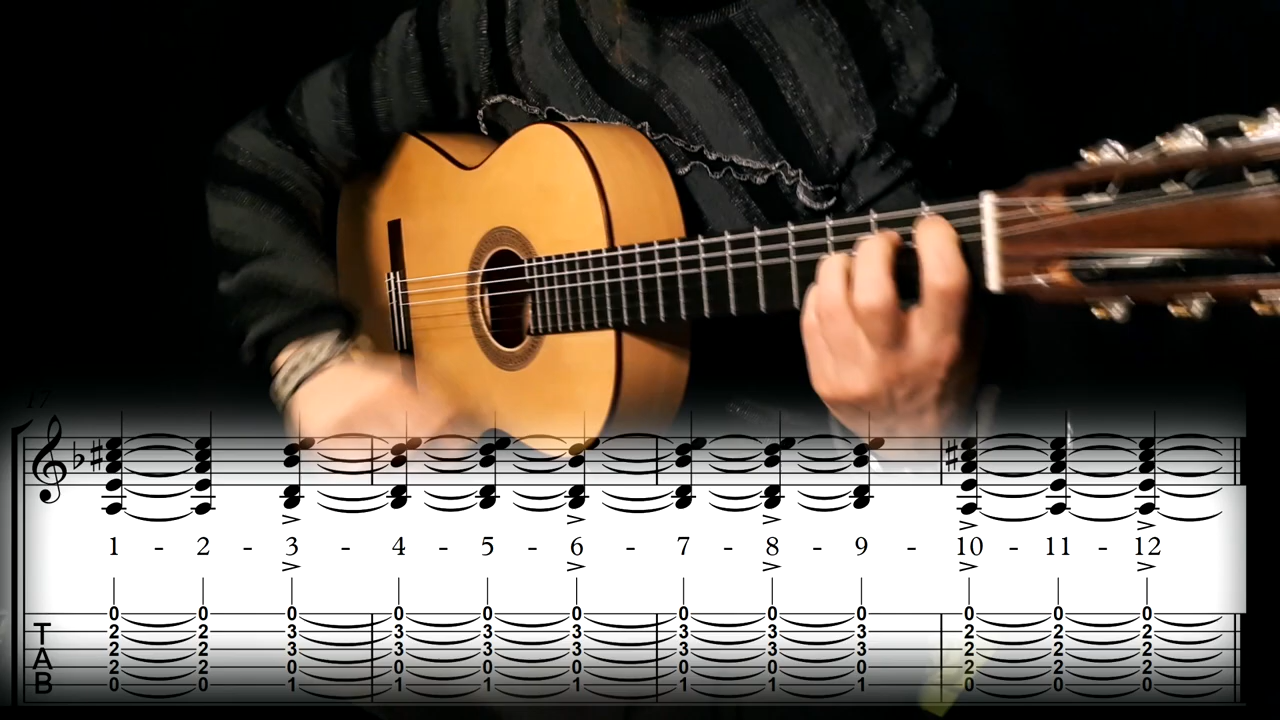 17
1 - 2 - 3 - 4 - 5 - 6 - 7 - 8 - 9 - 10 - 11 - 12
0 0 0 0 0 0 0 0 0 0 0 0
T 2 2 3 3 3 3 3 3 3 2 2 2
A 2 2 3 3 3 3 3 3 3 2 2 2
2 2 0 0 0 0 0 0 0 2 2 2
B 0 0 1 1 1 1 1 1 1 0 0 0